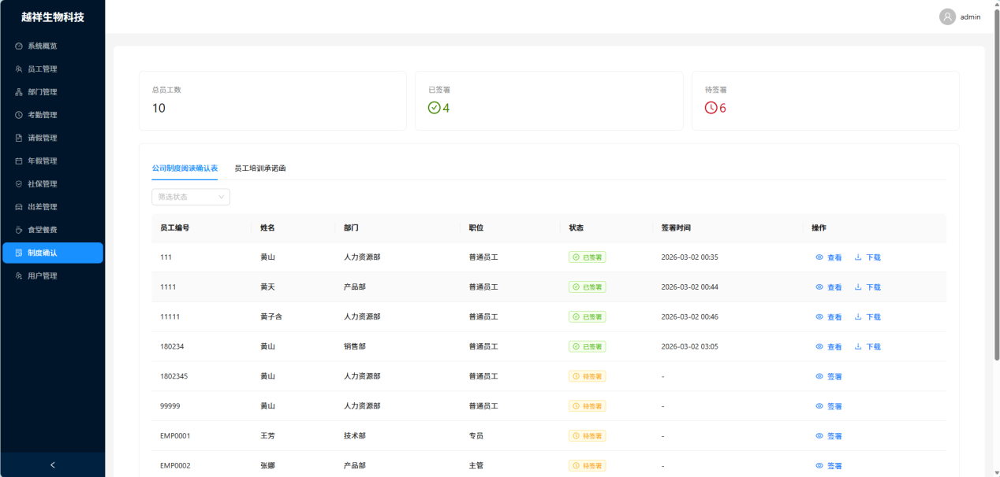 越祥生物科技
admin
系统概览
员工管理
部门管理
考勤管理
请假管理
年假管理
社保管理
出差管理
食堂餐费
制度确认
用户管理
总员工数
10
已签署
4
待签署
6
公司制度阅读确认表 员工培训承诺函
筛选状态
员工编号 姓名 部门 职位 状态 签署时间 操作
111 黄山 人力资源部 普通员工 已签署 2026-03-02 00:35 查看 下载
1111 黄天 产品部 普通员工 已签署 2026-03-02 00:44 查看 下载
11111 黄子含 人力资源部 普通员工 已签署 2026-03-02 00:46 查看 下载
180234 黄山 销售部 普通员工 已签署 2026-03-02 03:05 查看 下载
1802345 黄山 人力资源部 普通员工 待签署 - 签署
99999 黄山 人力资源部 普通员工 待签署 - 签署
EMP0001 王芳 技术部 专员 待签署 - 签署
EMP0002 张娜 产品部 主管 待签署 - 签署